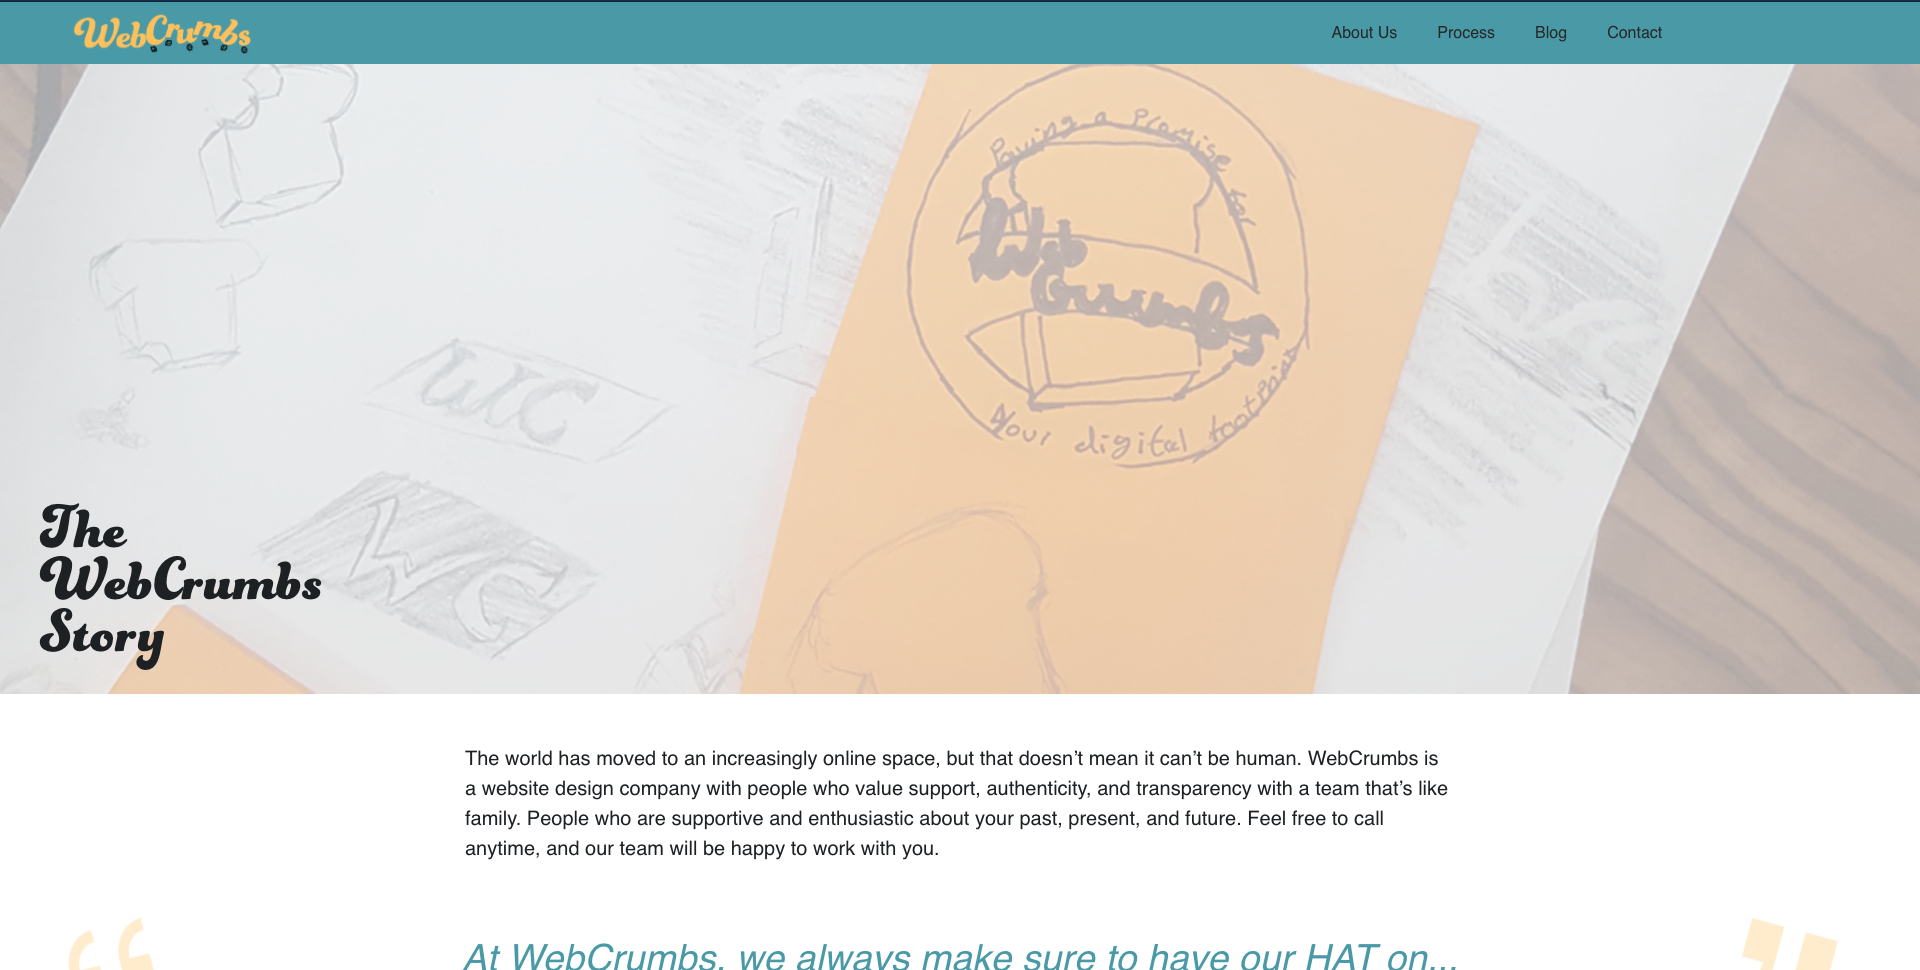 WebCrumbs
About Us
Process
Blog
Contact
Paving a Promise for
Web
Crumbs
Your digital footprint
WC
WC
The
WebCrumbs
Story
The world has moved to an increasingly online space, but that doesn’t mean it can’t be human. WebCrumbs is
a website design company with people who value support, authenticity, and transparency with a team that’s like
family. People who are supportive and enthusiastic about your past, present, and future. Feel free to call
anytime, and our team will be happy to work with you.
At WebCrumbs, we always make sure to have our HAT on...